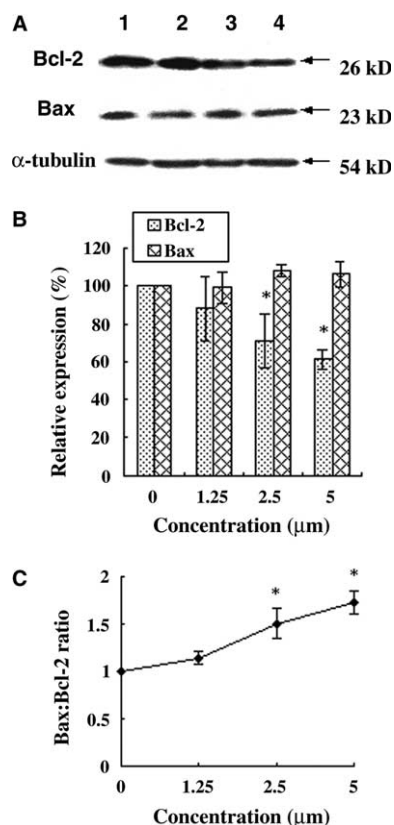 A
1 2 3 4
Bcl-2 26 kD
Bax 23 kD
α-tubulin 54 kD
B
Bcl-2
Bax
Relative expression (%)
120
100
80
60
40
20
0
* *
0 1.25 2.5 5
Concentration (μm)
C
Bax:Bcl-2 ratio
2
1.5
1
0.5
0
* *
0 1.25 2.5 5
Concentration (μm)